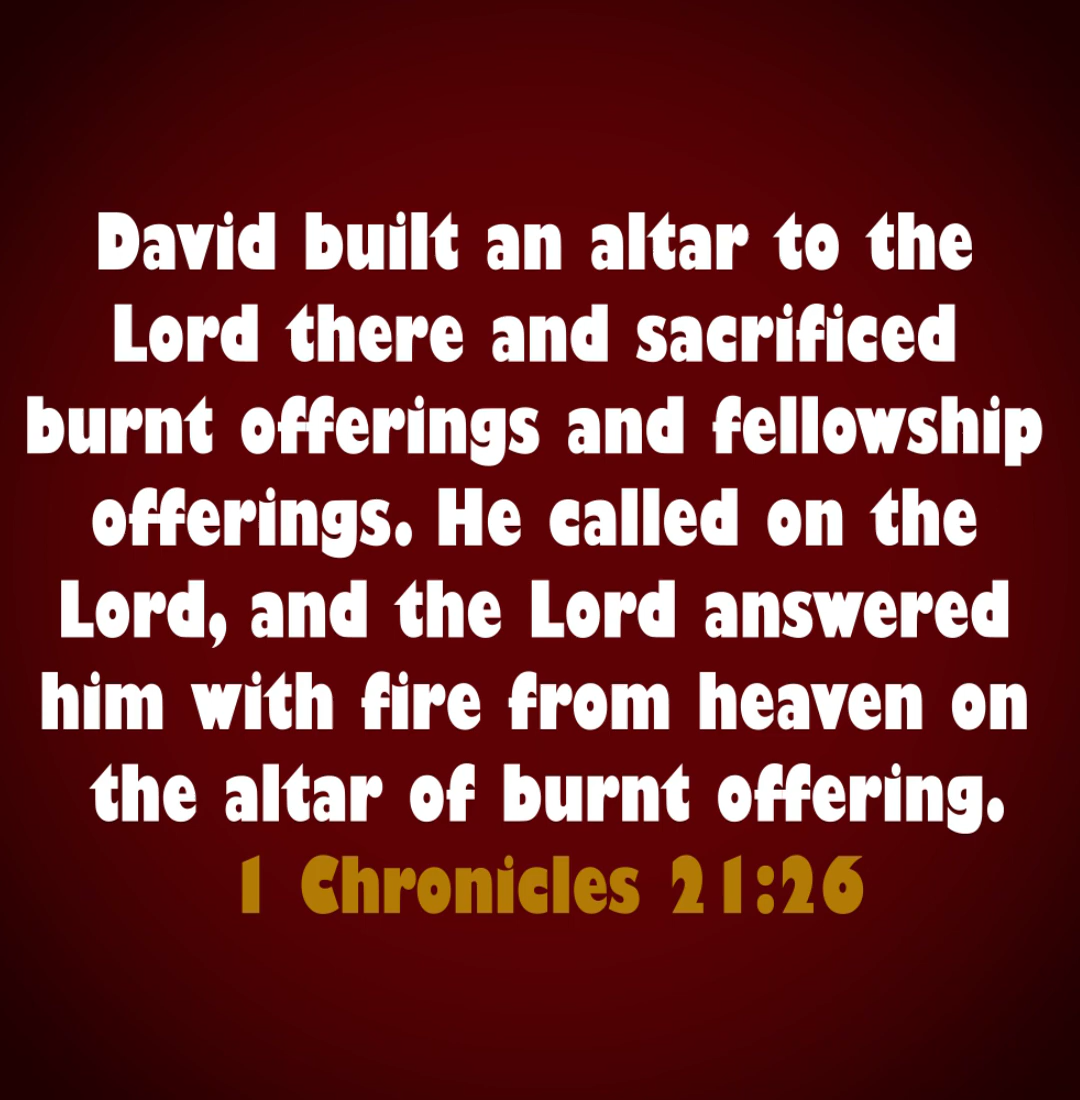 David built an altar to the
Lord there and sacrificed
burnt offerings and fellowship
offerings. He called on the
Lord, and the Lord answered
him with fire from heaven on
the altar of burnt offering.
1 Chronicles 21:26